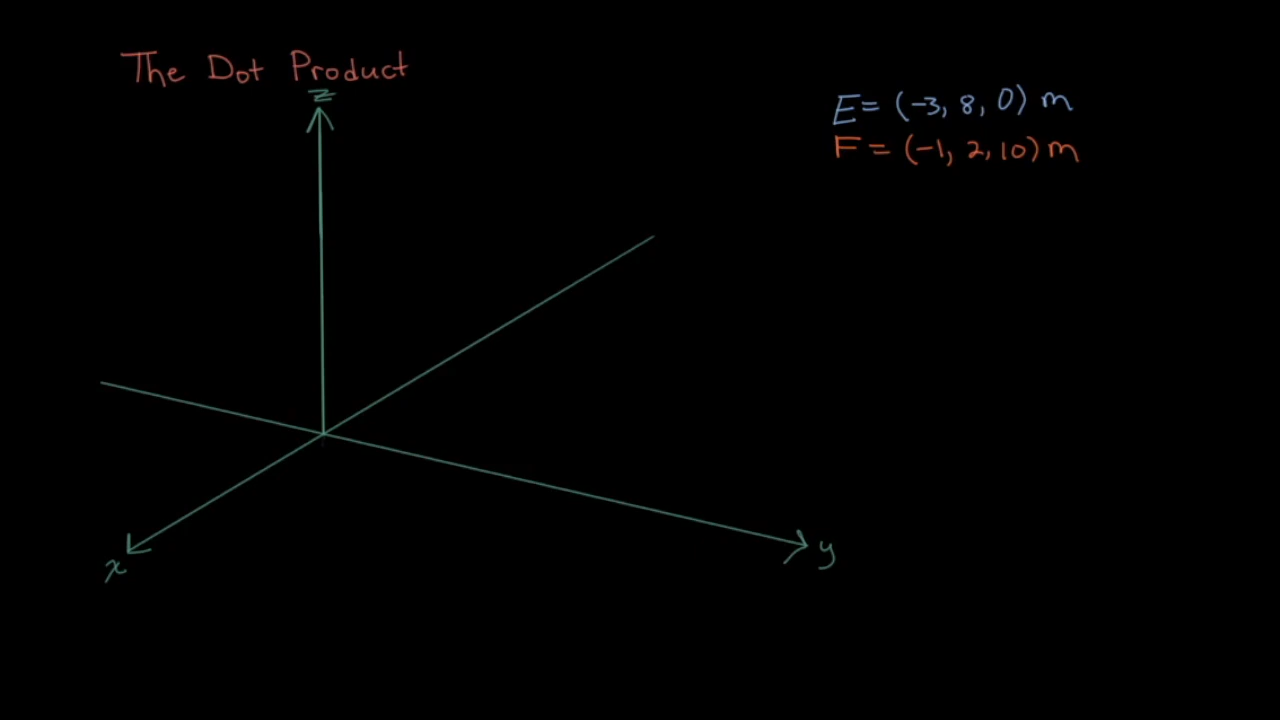 The Dot Product
z
E = (-3, 8, 0) m
F = (-1, 2, 10) m
x
y